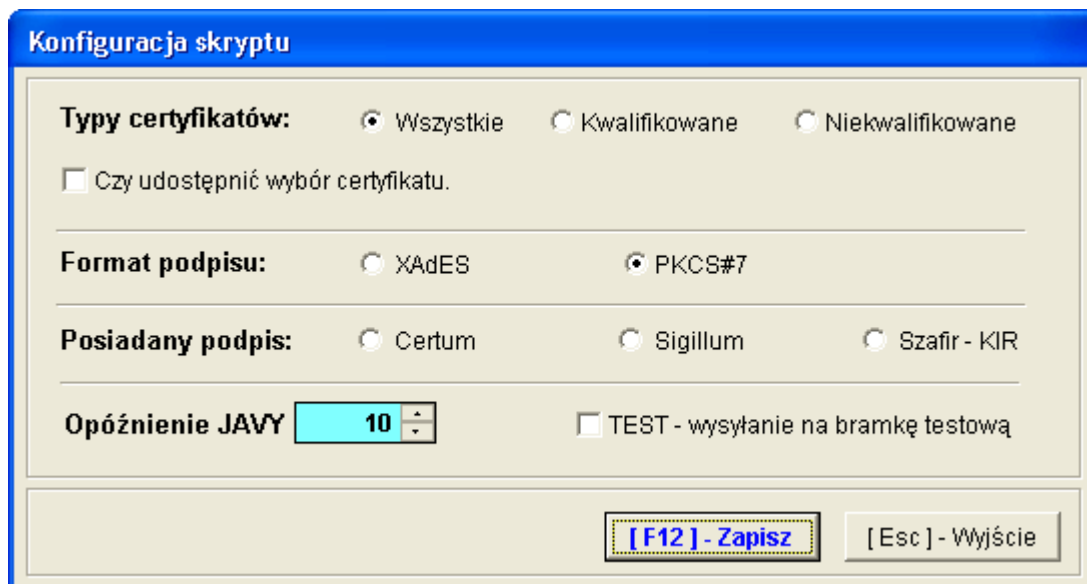 Konfiguracja skryptu
Typy certyfikatów: Wszystkie Kwalifikowane Niekwalifikowane
Czy udostępnić wybór certyfikatu.
Format podpisu: XAdES PKCS#7
Posiadany podpis: Certum Sigillum Szafir - KIR
Opóźnienie JAVY 10 TEST - wysyłanie na bramkę testową
[ F12 ] - Zapisz [ Esc ] - Wyjście